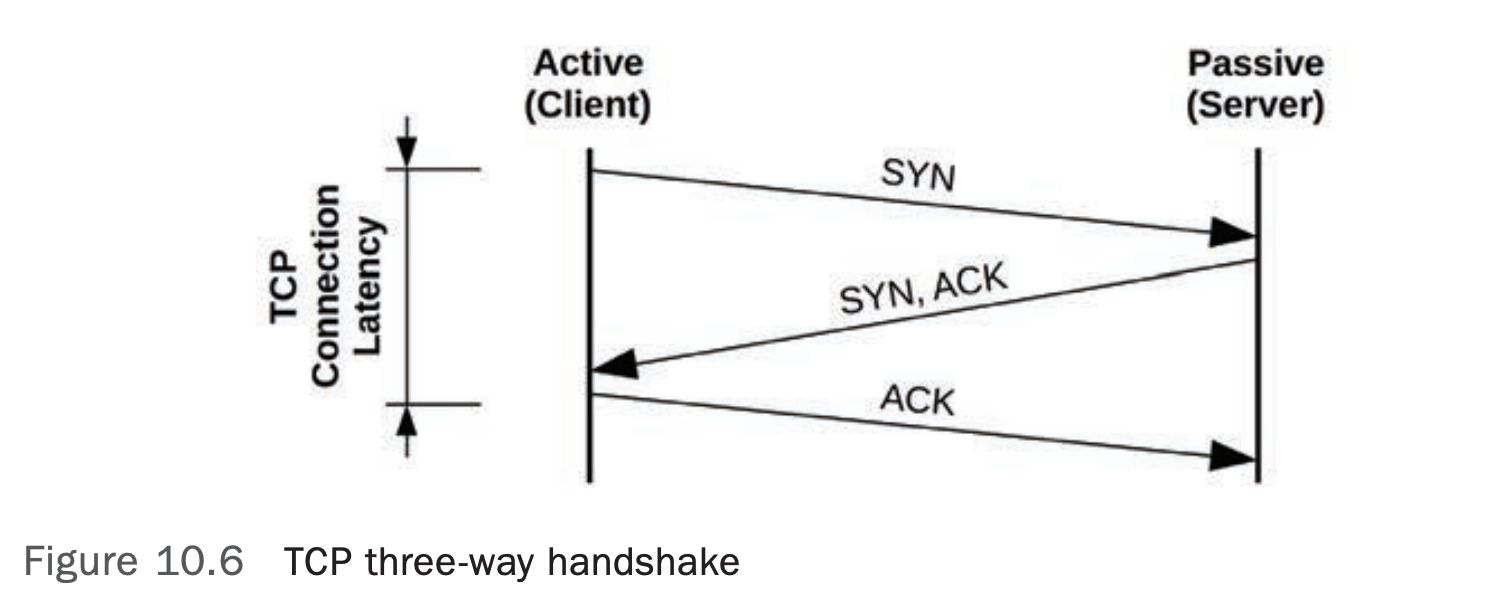 Active
(Client)
Passive
(Server)
TCP
Connection
Latency
SYN
SYN, ACK
ACK
Figure 10.6 TCP three-way handshake